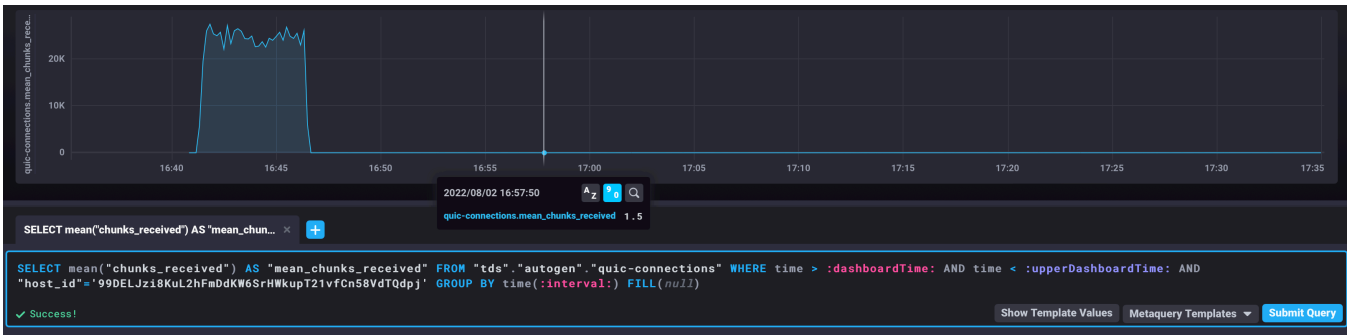 quic-connections.mean_chunks_rece...
20K
10K
0
16:40
16:45
16:50
16:55
17:00
17:05
17:10
17:15
17:20
17:25
17:30
17:35
2022/08/02 16:57:50
A Z
9 0
quic-connections.mean_chunks_received 1.5
SELECT mean("chunks_received") AS "mean_chun... ×
+
SELECT mean("chunks_received") AS "mean_chunks_received" FROM "tds"."autogen"."quic-connections" WHERE time > :dashboardTime: AND time < :upperDashboardTime: AND
"host_id"='99DELJzi8KuL2hFmDdKW6SrHWkupT21vfCn58VdTQdpj' GROUP BY time(:interval:) FILL(null)
Success!
Show Template Values
Metaquery Templates
Submit Query